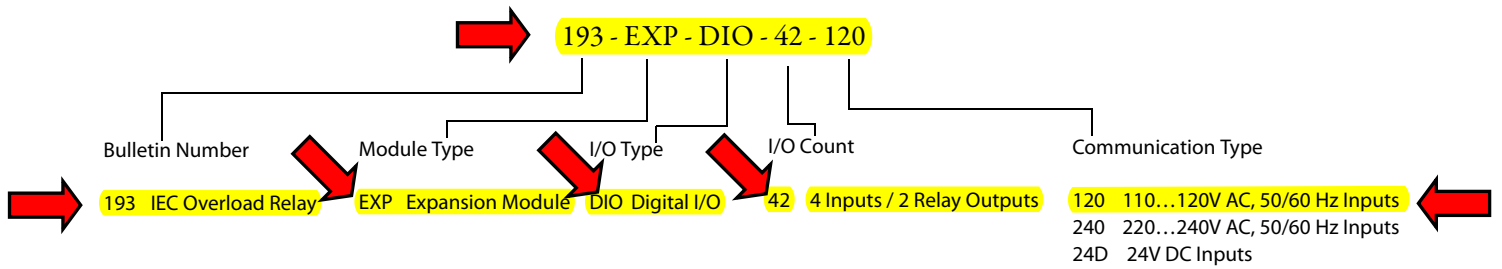 193 - EXP - DIO - 42 - 120
Bulletin Number
193 IEC Overload Relay
Module Type
EXP Expansion Module
I/O Type
DIO Digital I/O
I/O Count
42 4 Inputs / 2 Relay Outputs
Communication Type
120 110…120V AC, 50/60 Hz Inputs
240 220…240V AC, 50/60 Hz Inputs
24D 24V DC Inputs